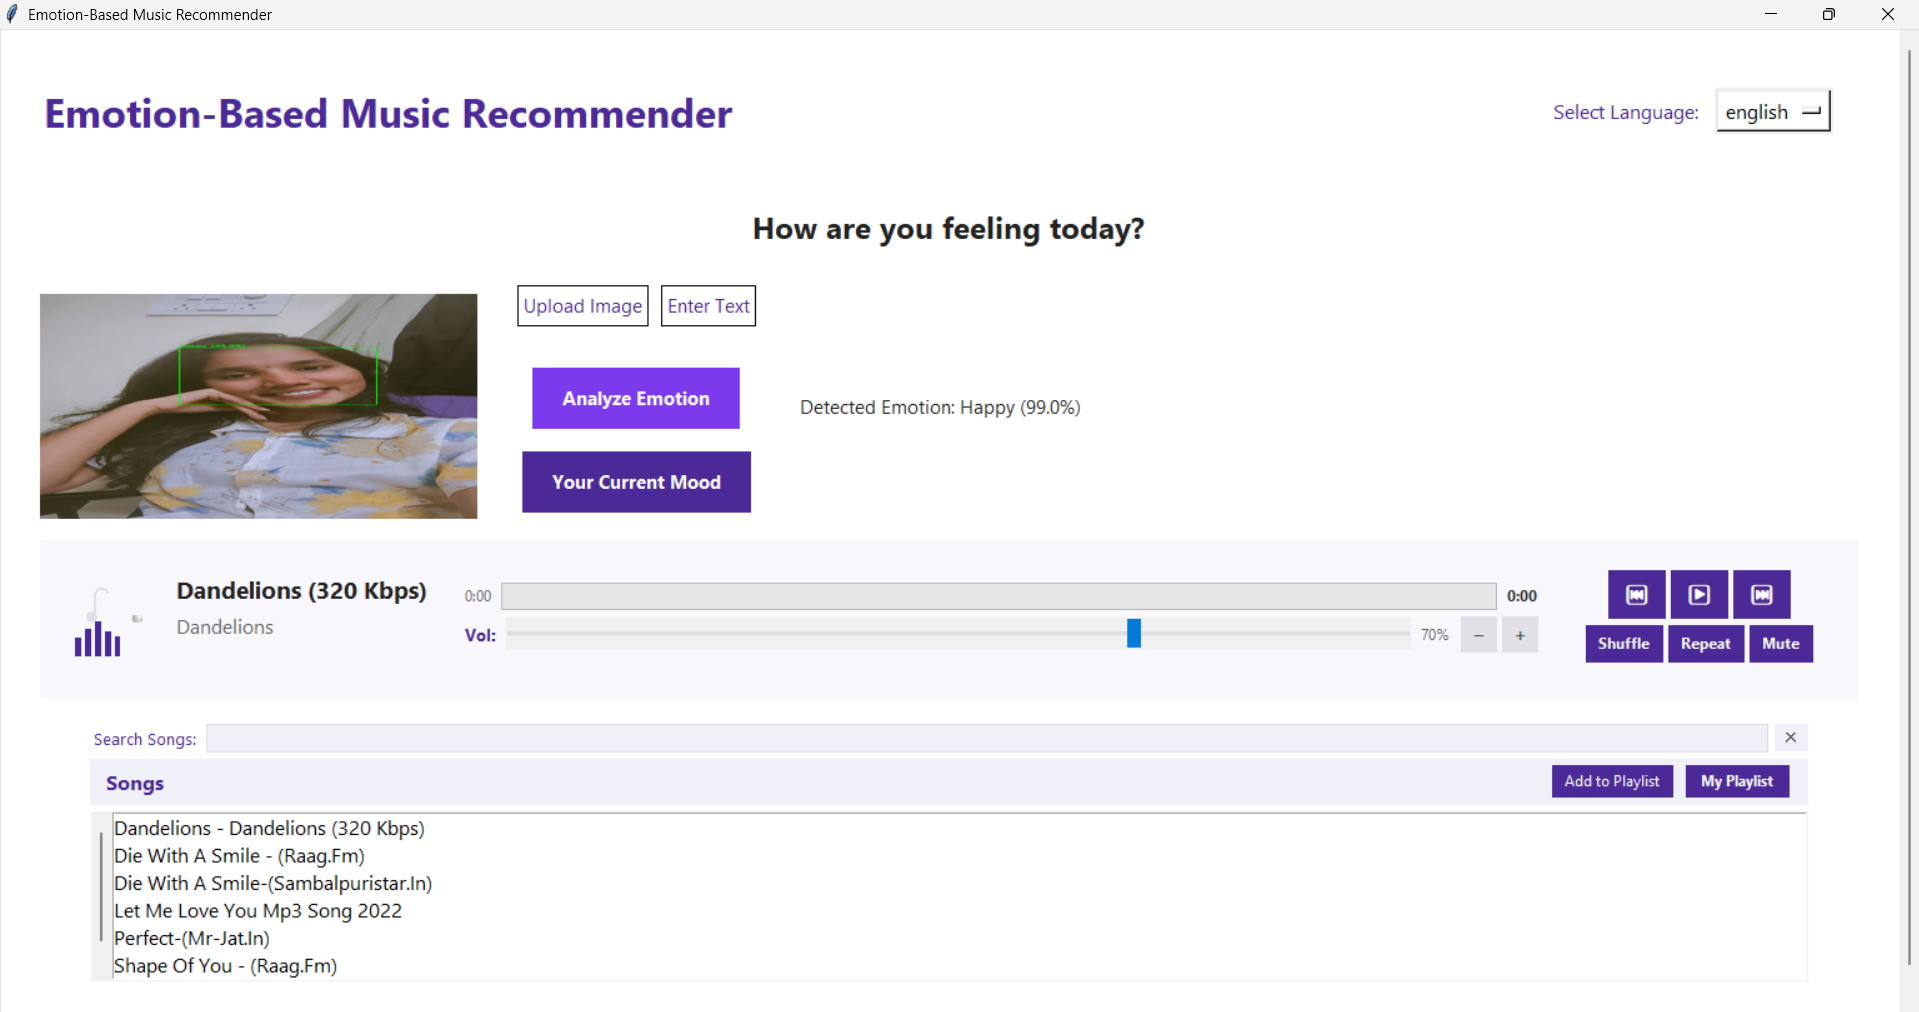 Emotion-Based Music Recommender
Emotion-Based Music Recommender
Select Language: english
How are you feeling today?
Upload Image Enter Text
Analyze Emotion
Detected Emotion: Happy (99.0%)
Your Current Mood
Dandelions (320 Kbps)
Dandelions
0:00 0:00
Vol: 70% − +
Shuffle Repeat Mute
Search Songs: ✕
Songs Add to Playlist My Playlist
Dandelions - Dandelions (320 Kbps)
Die With A Smile - (Raag.Fm)
Die With A Smile-(Sambalpuristar.In)
Let Me Love You Mp3 Song 2022
Perfect-(Mr-Jat.In)
Shape Of You - (Raag.Fm)